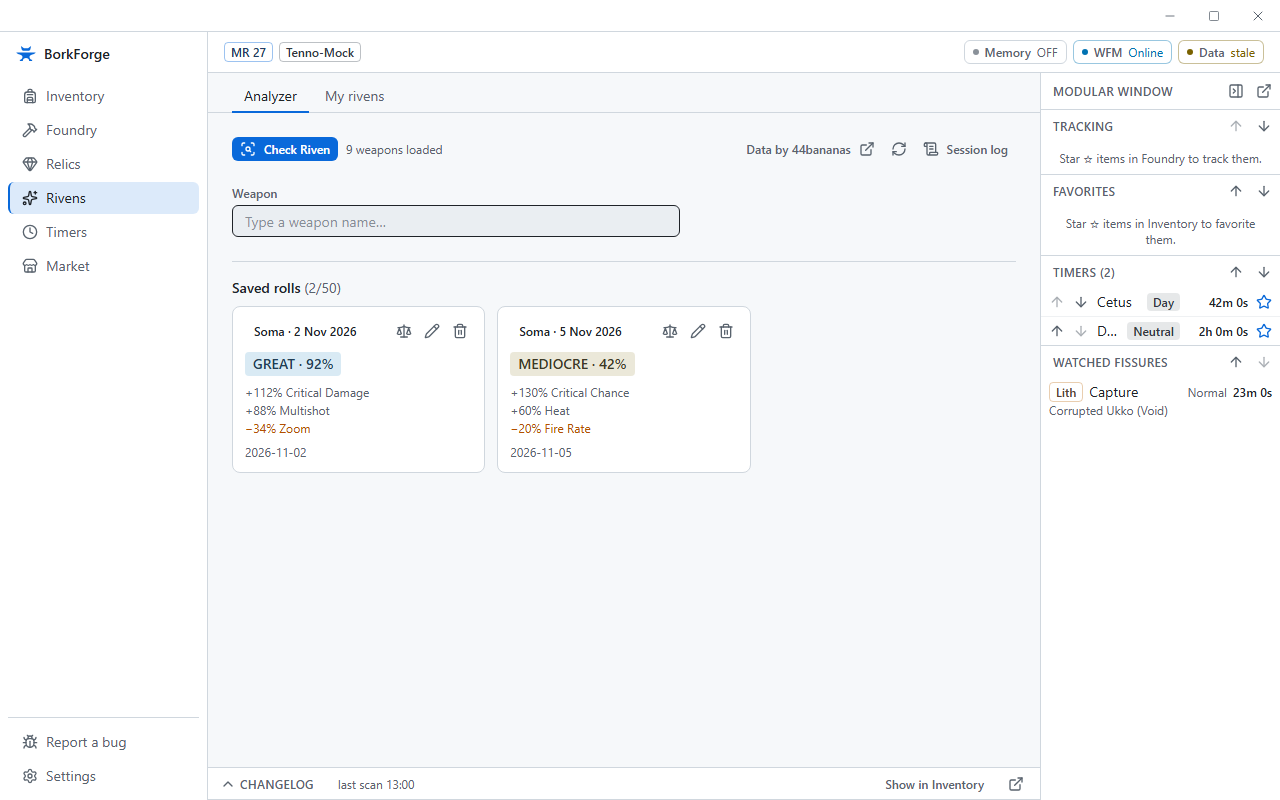 BorkForge
MR 27
Tenno-Mock
Memory OFF
WFM Online
Data stale
Inventory
Foundry
Relics
Rivens
Timers
Market
Report a bug
Settings
Analyzer
My rivens
Check Riven
9 weapons loaded
Data by 44bananas
Session log
Weapon
Type a weapon name...
Saved rolls (2/50)
Soma · 2 Nov 2026
GREAT · 92%
+112% Critical Damage
+88% Multishot
−34% Zoom
2026-11-02
Soma · 5 Nov 2026
MEDIOCRE · 42%
+130% Critical Chance
+60% Heat
−20% Fire Rate
2026-11-05
CHANGELOG
last scan 13:00
Show in Inventory
MODULAR WINDOW
TRACKING
Star ☆ items in Foundry to track them.
FAVORITES
Star ☆ items in Inventory to favorite
them.
TIMERS (2)
Cetus Day 42m 0s
D... Neutral 2h 0m 0s
WATCHED FISSURES
Lith Capture Normal 23m 0s
Corrupted Ukko (Void)